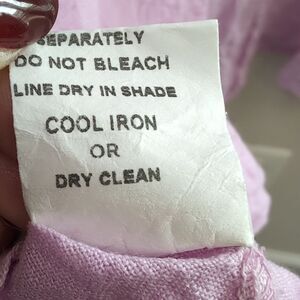 SEPARATELY
DO NOT BLEACH
LINE DRY IN SHADE
COOL IRON
OR
DRY CLEAN